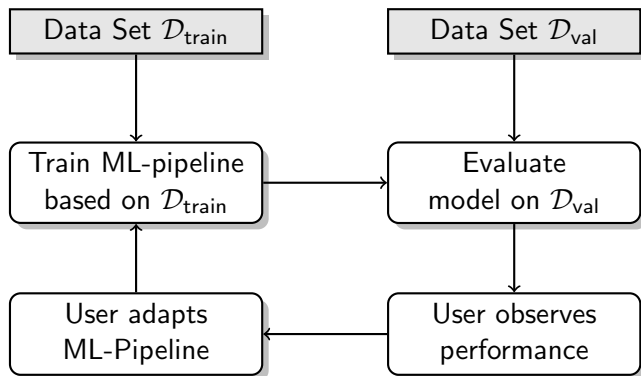 Data Set 𝒟train
Data Set 𝒟val
Train ML-pipeline
based on 𝒟train
Evaluate
model on 𝒟val
User adapts
ML-Pipeline
User observes
performance